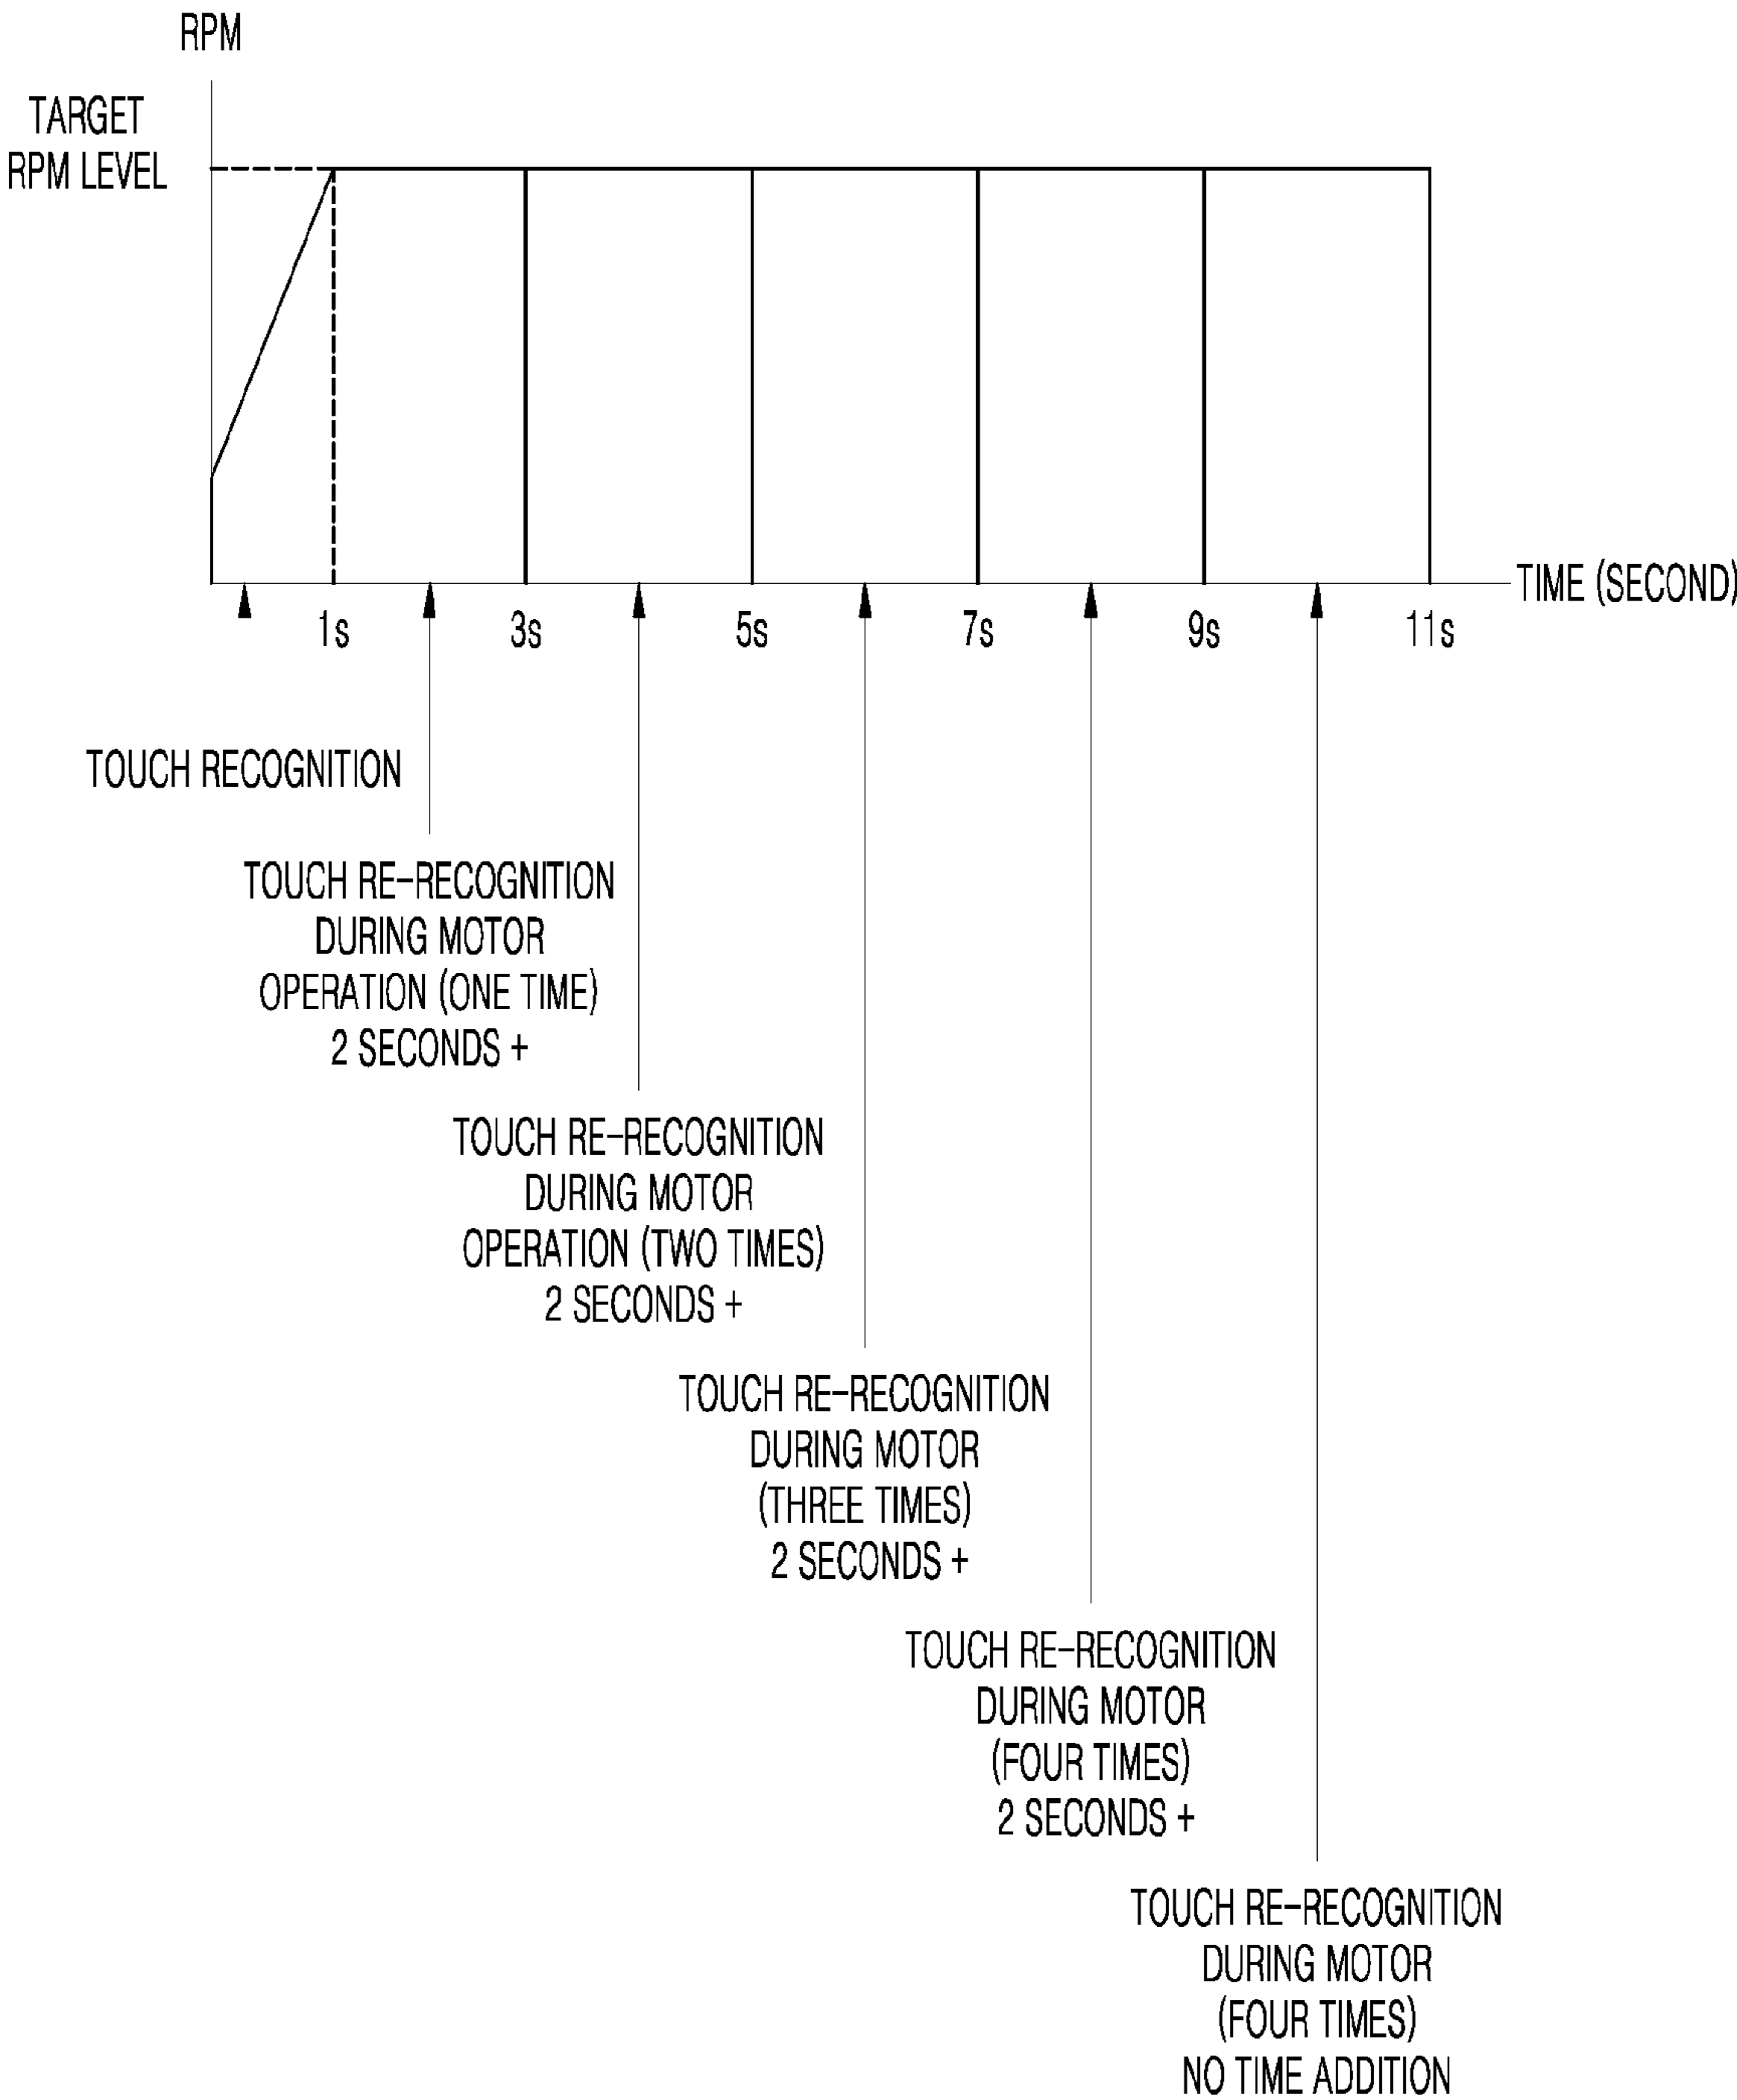 RPM
TARGET
RPM LEVEL
TIME (SECOND)
1s
3s
5s
7s
9s
11s
TOUCH RECOGNITION
TOUCH RE-RECOGNITION
DURING MOTOR
OPERATION (ONE TIME)
2 SECONDS +
TOUCH RE-RECOGNITION
DURING MOTOR
OPERATION (TWO TIMES)
2 SECONDS +
TOUCH RE-RECOGNITION
DURING MOTOR
(THREE TIMES)
2 SECONDS +
TOUCH RE-RECOGNITION
DURING MOTOR
(FOUR TIMES)
2 SECONDS +
TOUCH RE-RECOGNITION
DURING MOTOR
(FOUR TIMES)
NO TIME ADDITION